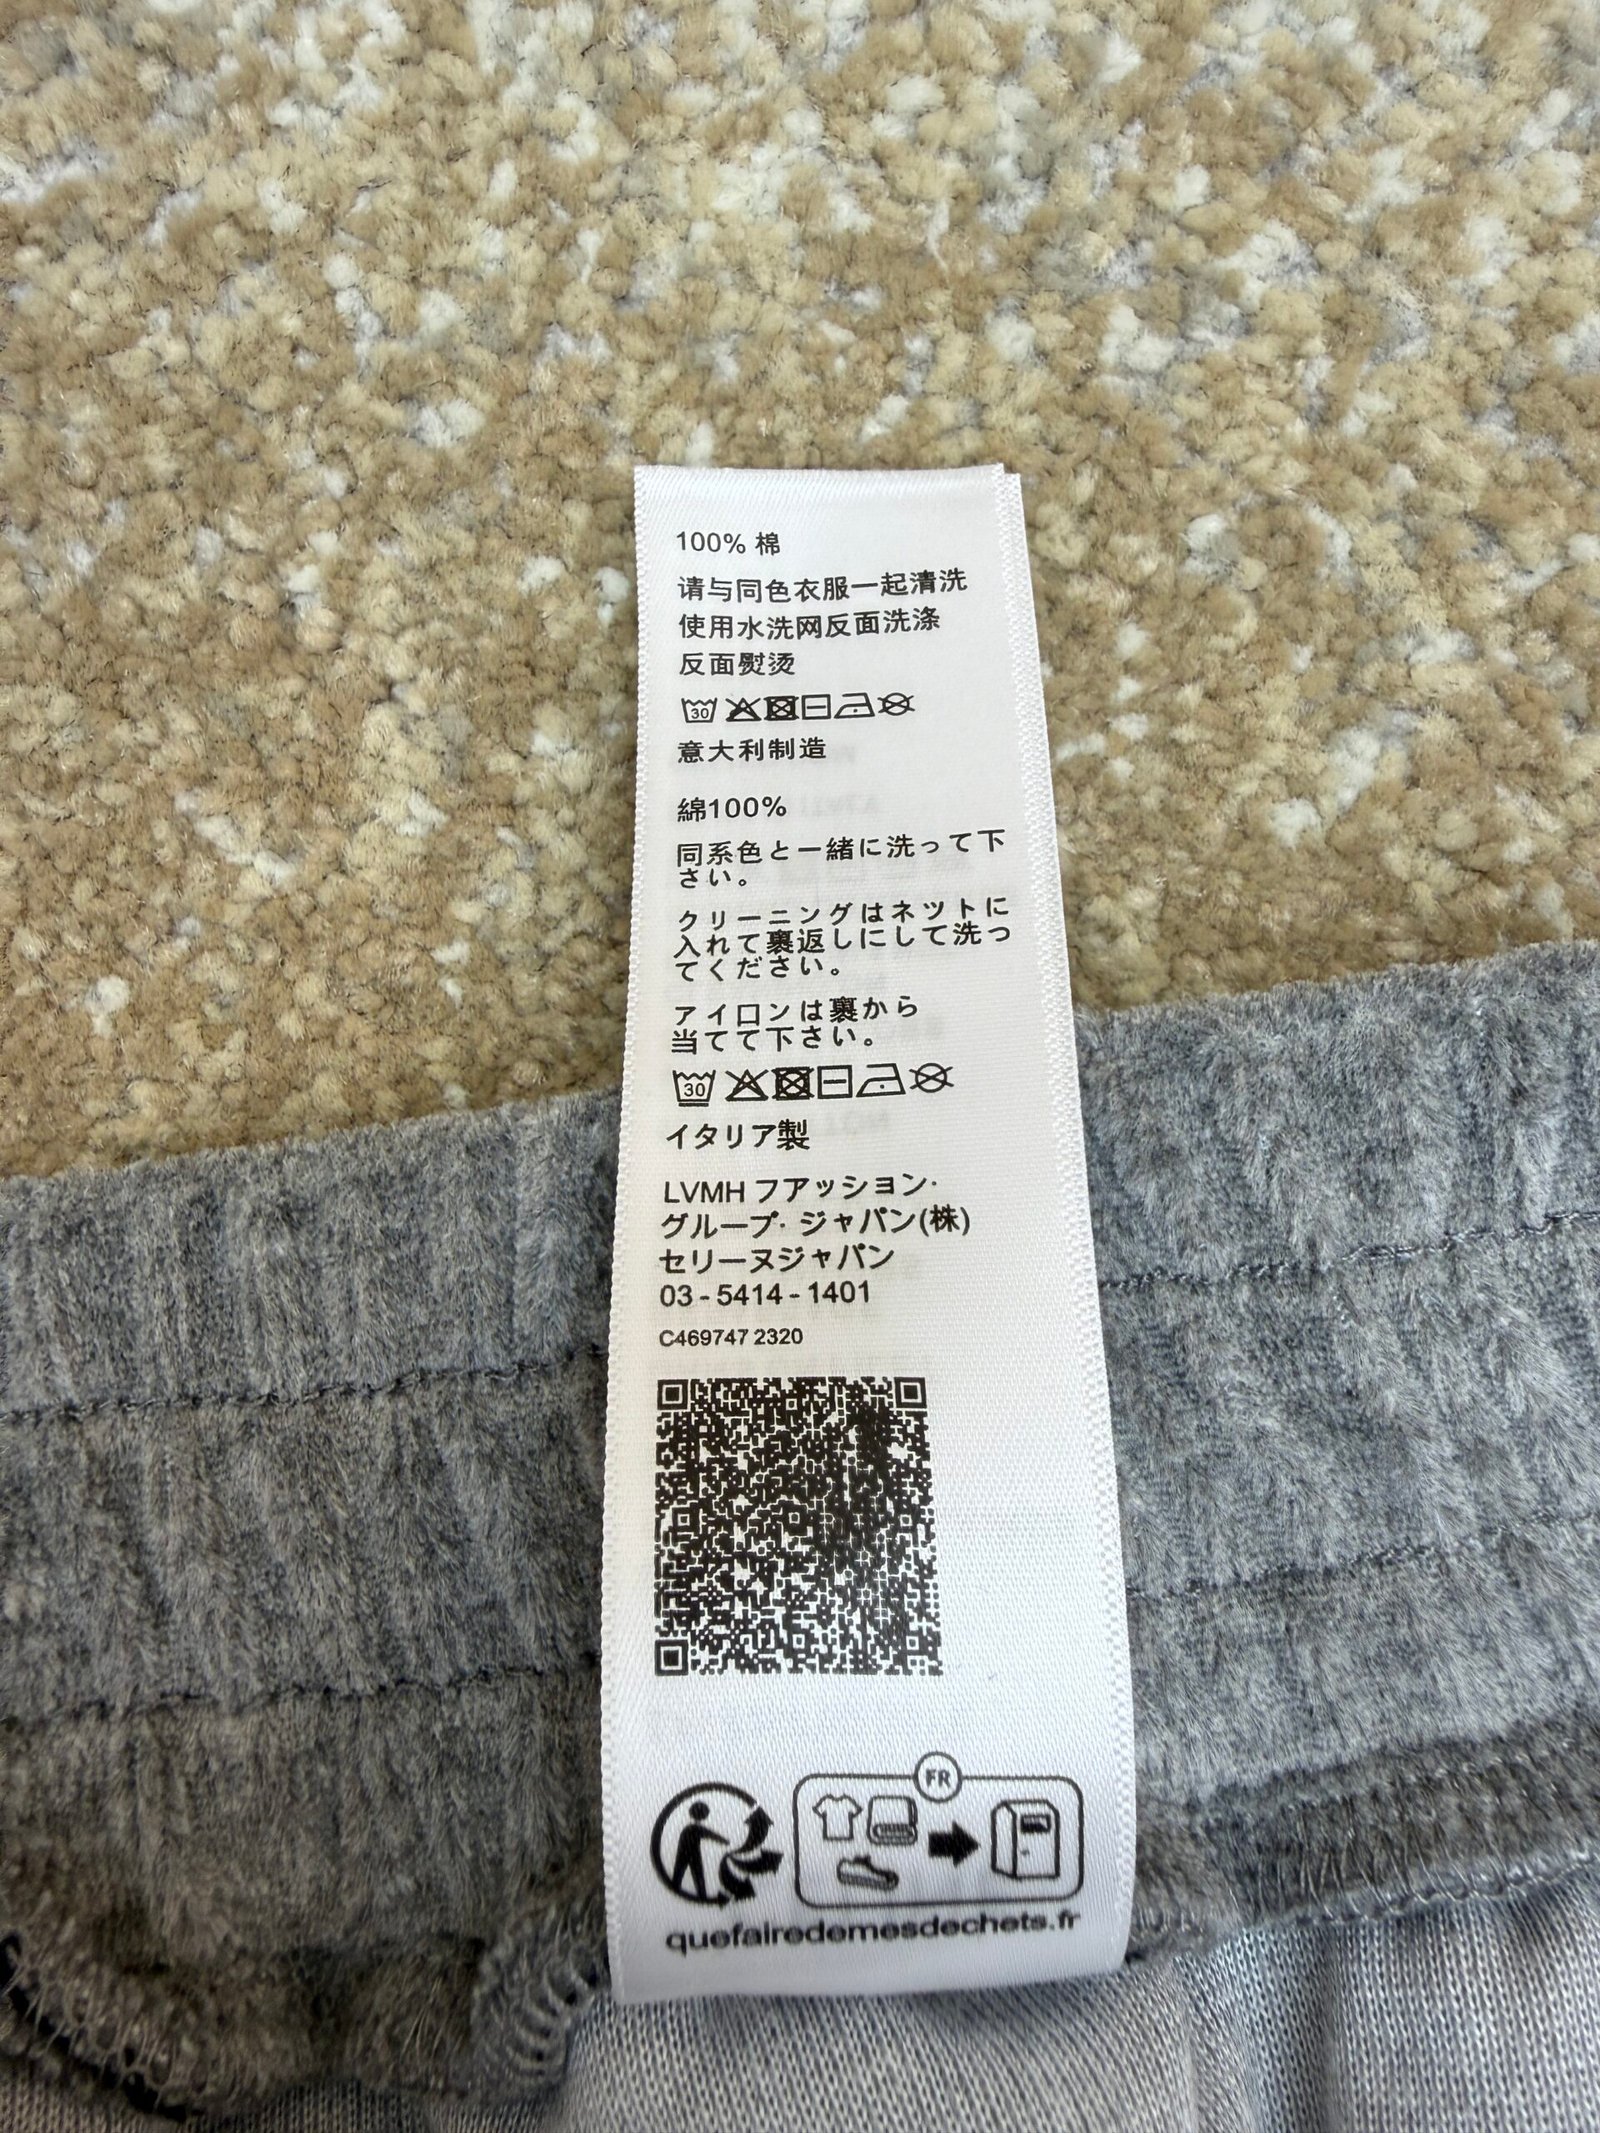 100% 棉
请与同色衣服一起清洗
使用水洗网反面洗涤
反面熨烫
30
意大利制造
綿100%
同系色と一緒に洗って下
さい。
クリーニングはネットに
入れて裏返しにして洗っ
てください。
アイロンは裏から
当てて下さい。
30
イタリア製
LVMH ファッション·
グループ· ジャパン(株)
セリーヌジャパン
03 - 5414 - 1401
C469747 2320
FR
quefairedemesdechets.fr